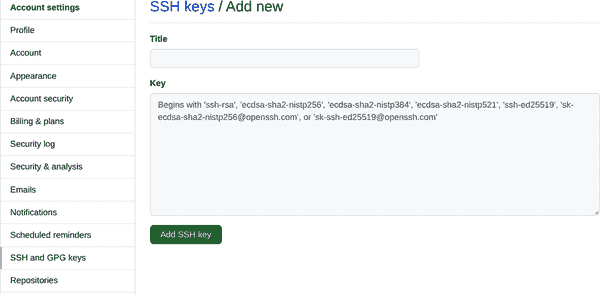 Account settings
Profile
Account
Appearance
Account security
Billing & plans
Security log
Security & analysis
Emails
Notifications
Scheduled reminders
SSH and GPG keys
Repositories
SSH keys / Add new
Title
Key
Begins with 'ssh-rsa', 'ecdsa-sha2-nistp256', 'ecdsa-sha2-nistp384', 'ecdsa-sha2-nistp521', 'ssh-ed25519', 'sk-
ecdsa-sha2-nistp256@openssh.com', or 'sk-ssh-ed25519@openssh.com'
Add SSH key